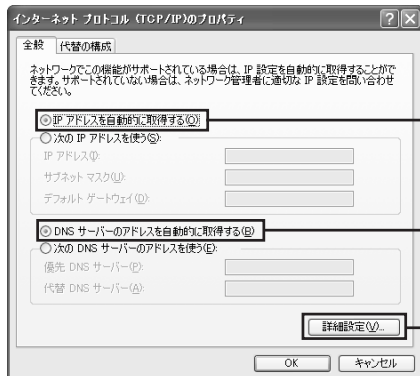 インターネット プロトコル (TCP/IP)のプロパティ
全般 代替の構成
ネットワークでこの機能がサポートされている場合は、IP 設定を自動的に取得することがで
きます。サポートされていない場合は、ネットワーク管理者に適切な IP 設定を問い合わせ
てください。
IP アドレスを自動的に取得する(O)
次の IP アドレスを使う(S):
IP アドレス(I):
サブネット マスク(U):
デフォルト ゲートウェイ(D):
DNS サーバーのアドレスを自動的に取得する(B)
次の DNS サーバーのアドレスを使う(E):
優先 DNS サーバー(P):
代替 DNS サーバー(A):
詳細設定(V)...
OK キャンセル